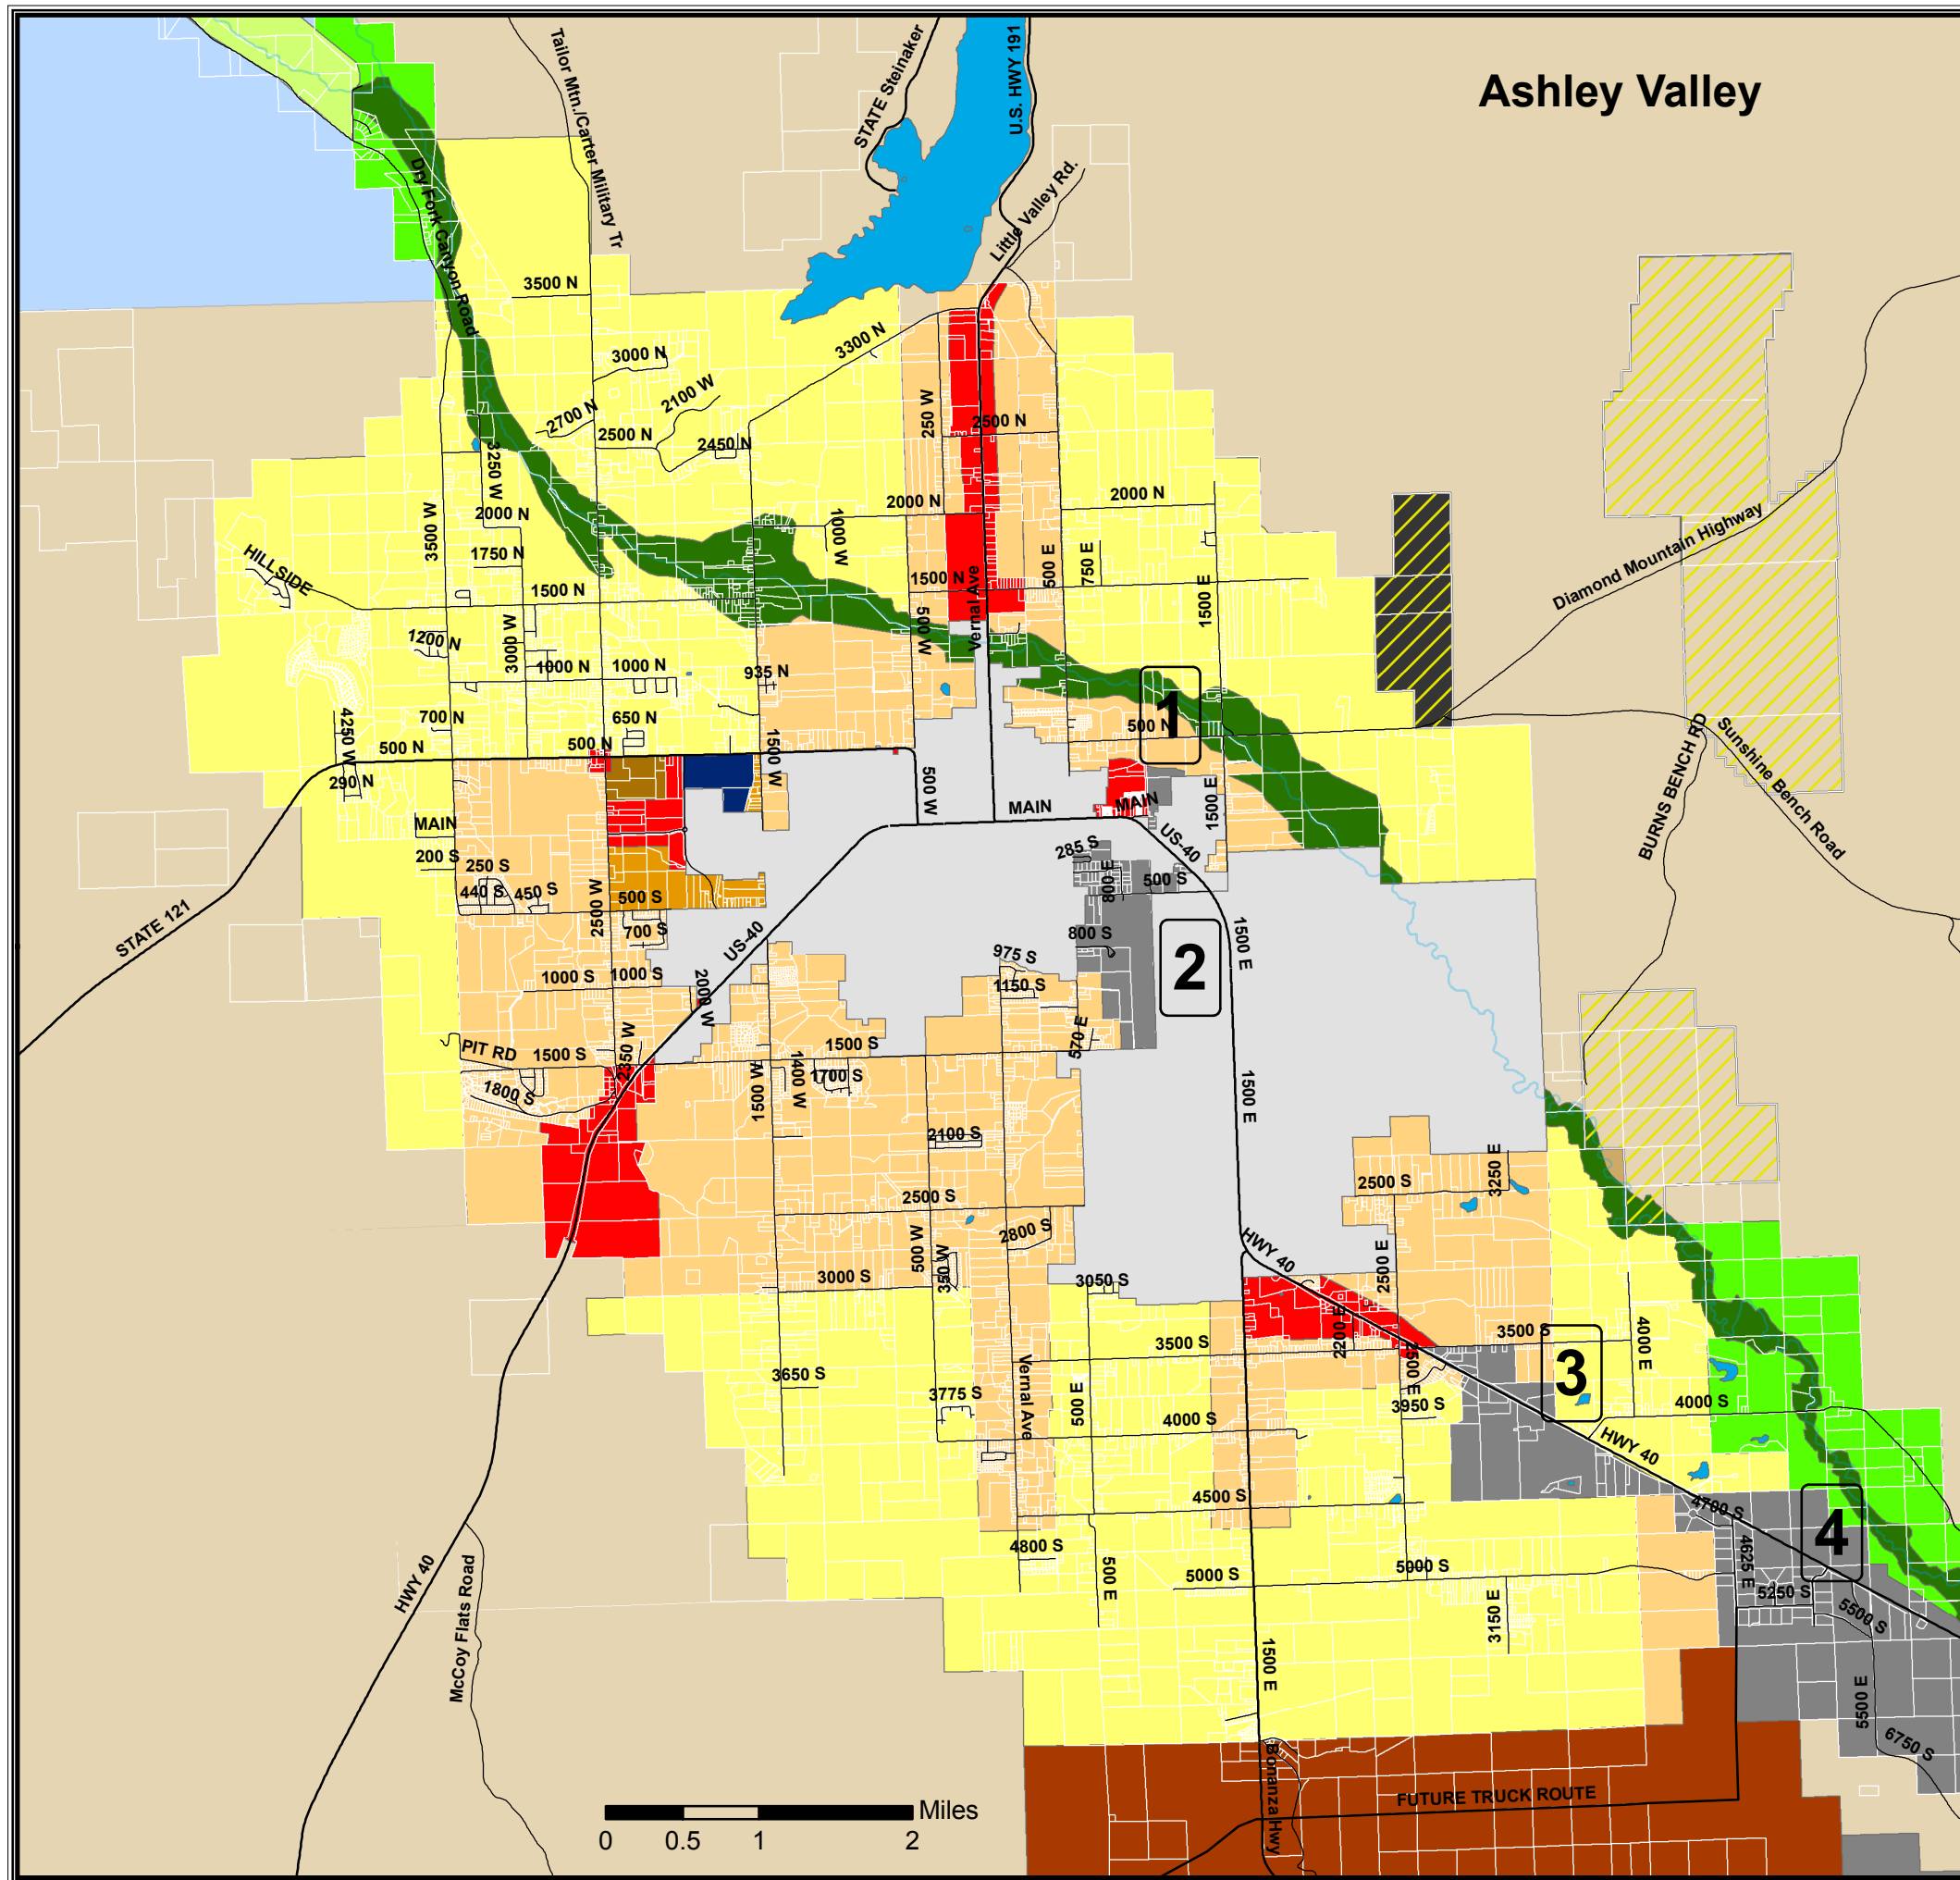 Ashley Valley
Tailor Mtn./Carter Military Tr
STATE Steinaker
U.S. HWY 191
Little Valley Rd.
Dry Fork Canyon Road
3500 N
3300 N
3000 N
2100 W
2700 N
2500 N
2450 N
250 W
2500 N
3250 W
2000 N
3500 W
2000 N
1000 W
2000 N
Diamond Mountain Highway
1750 N
HILLSIDE
1500 N
1500 N
Vernal Ave
500 E
750 E
1500 E
500 W
1200 N
3000 W
1000 N
1000 N
935 N
1
4250 W
700 N
650 N
500 N
500 N
500 N
1500 W
290 N
BURNS BENCH RD
Sunshine Bench Road
500 W
MAIN
MAIN
1500 E
MAIN
US-40
200 S
250 S
285 S
440 S
450 S
2500 W
500 S
800 E
500 S
STATE 121
700 S
US-40
800 S
2
1500 E
975 S
1000 S
1000 S
2000 W
1150 S
570 E
PIT RD
1500 S
2350 W
1500 S
1800 S
1500 W
1400 W
1700 S
1500 E
2100 S
2500 S
3250 E
2500 S
2800 S
500 W
350 W
HWY 40
2500 E
3000 S
3050 S
3500 S
2200 E
2500 E
3500 S
3
4000 E
3650 S
3775 S
Vernal Ave
500 E
4000 S
3950 S
4000 S
HWY 40
4500 S
4700 S
4
4800 S
500 E
5000 S
5000 S
4625 E
5250 S
5500 S
3150 E
HWY 40
McCoy Flats Road
1500 E
5500 E
6750 S
Bonanza Hwy
FUTURE TRUCK ROUTE
Miles
0 0.5 1 2